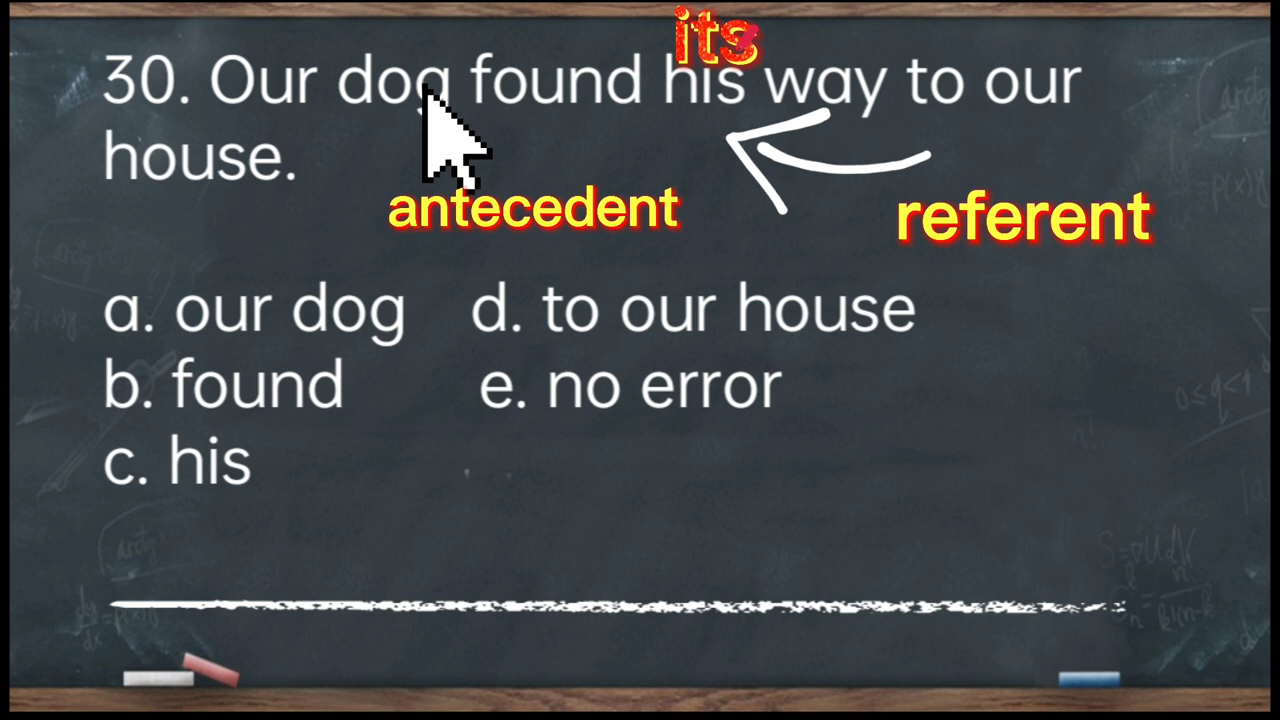 its
30. Our dog found his way to our
house.
antecedent
referent
a. our dog d. to our house
b. found e. no error
c. his